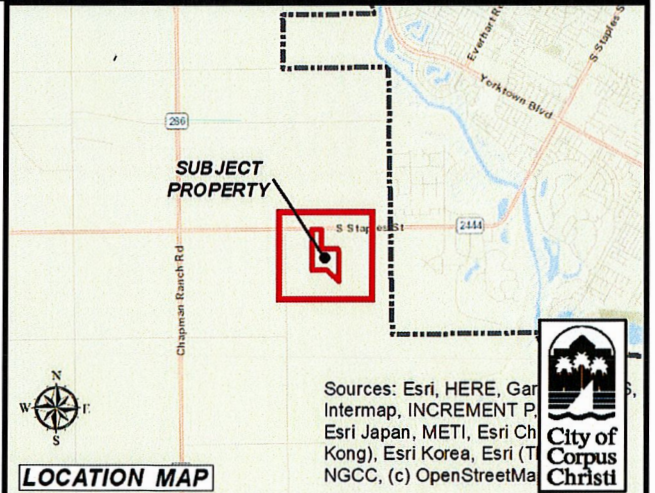 Everhart Rd
S Staples S
Yorktown Blvd
286
SUBJECT
PROPERTY
S Staples St
2444
Chapman Ranch Rd
N
W E
S
Sources: Esri, HERE, Gar S,
Intermap, INCREMENT P,
Esri Japan, METI, Esri Ch
Kong), Esri Korea, Esri (T
NGCC, (c) OpenStreetMa
City of
Corpus
Christi
LOCATION MAP